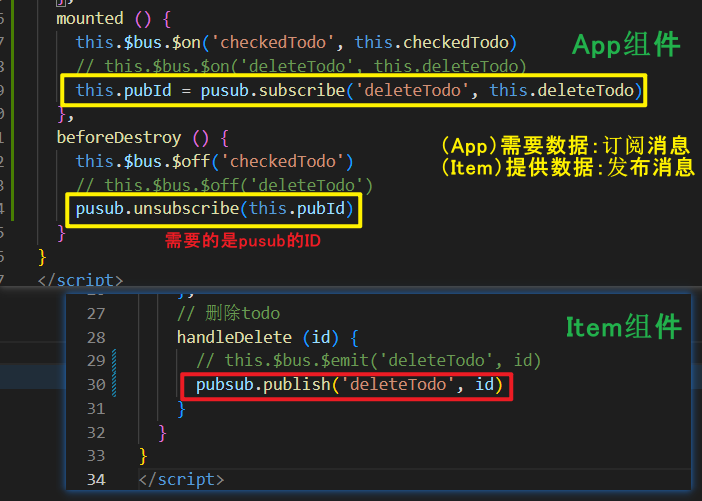 },
mounted () {
this.$bus.$on('checkedTodo', this.checkedTodo)
App组件
// this.$bus.$on('deleteTodo', this.deleteTodo)
this.pubId = pusub.subscribe('deleteTodo', this.deleteTodo)
},
beforeDestroy () {
(App)需要数据:订阅消息
this.$bus.$off('checkedTodo')
(Item)提供数据:发布消息
// this.$bus.$off('deleteTodo')
pusub.unsubscribe(this.pubId)
}
需要的是pusub的ID
}
</script>
},
27 // 删除todo
Item组件
28 handleDelete (id) {
29 // this.$bus.$emit('deleteTodo', id)
30 pubsub.publish('deleteTodo', id)
31 }
32 }
33 }
34 </script>